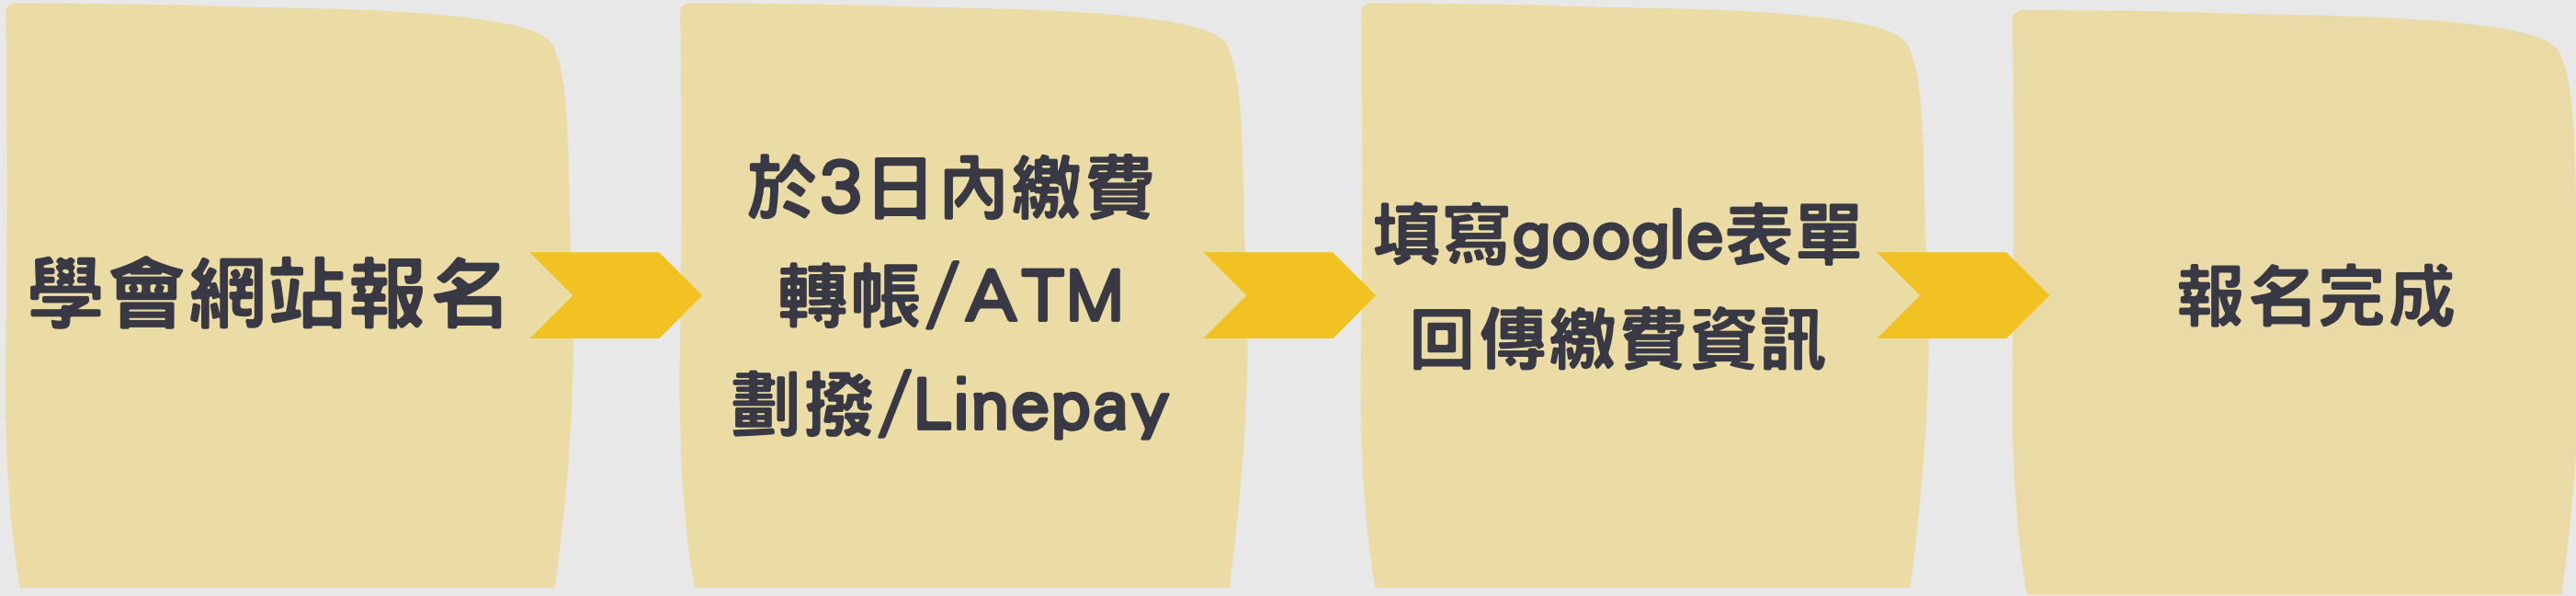 學會網站報名
於3日內繳費
轉帳/ATM
劃撥/Linepay
填寫google表單
回傳繳費資訊
報名完成